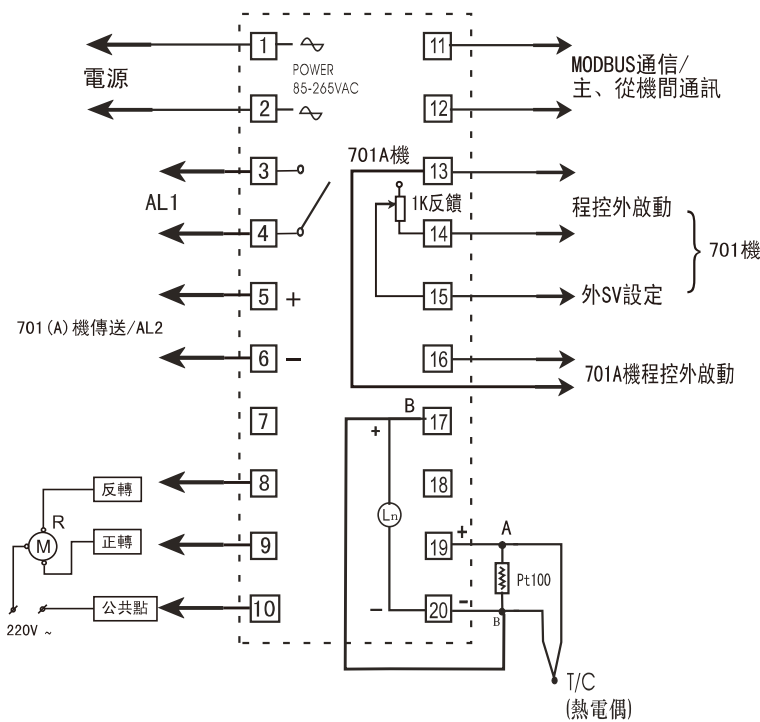 1
POWER
85-265VAC
電源
2
11
MODBUS通信/
主、從機間通訊
12
701A機
3
AL1
4
13
1K反饋
14
程控外啟動
701機
15
外SV設定
5 +
701(A)機傳送/AL2
6 −
16
701A機程控外啟動
7
B
+
17
8
反轉
R
M
正轉
9
18
Ln
19
+
A
Pt100
公共點
10
220V ~
−
20
-
B
T/C
(熱電偶)